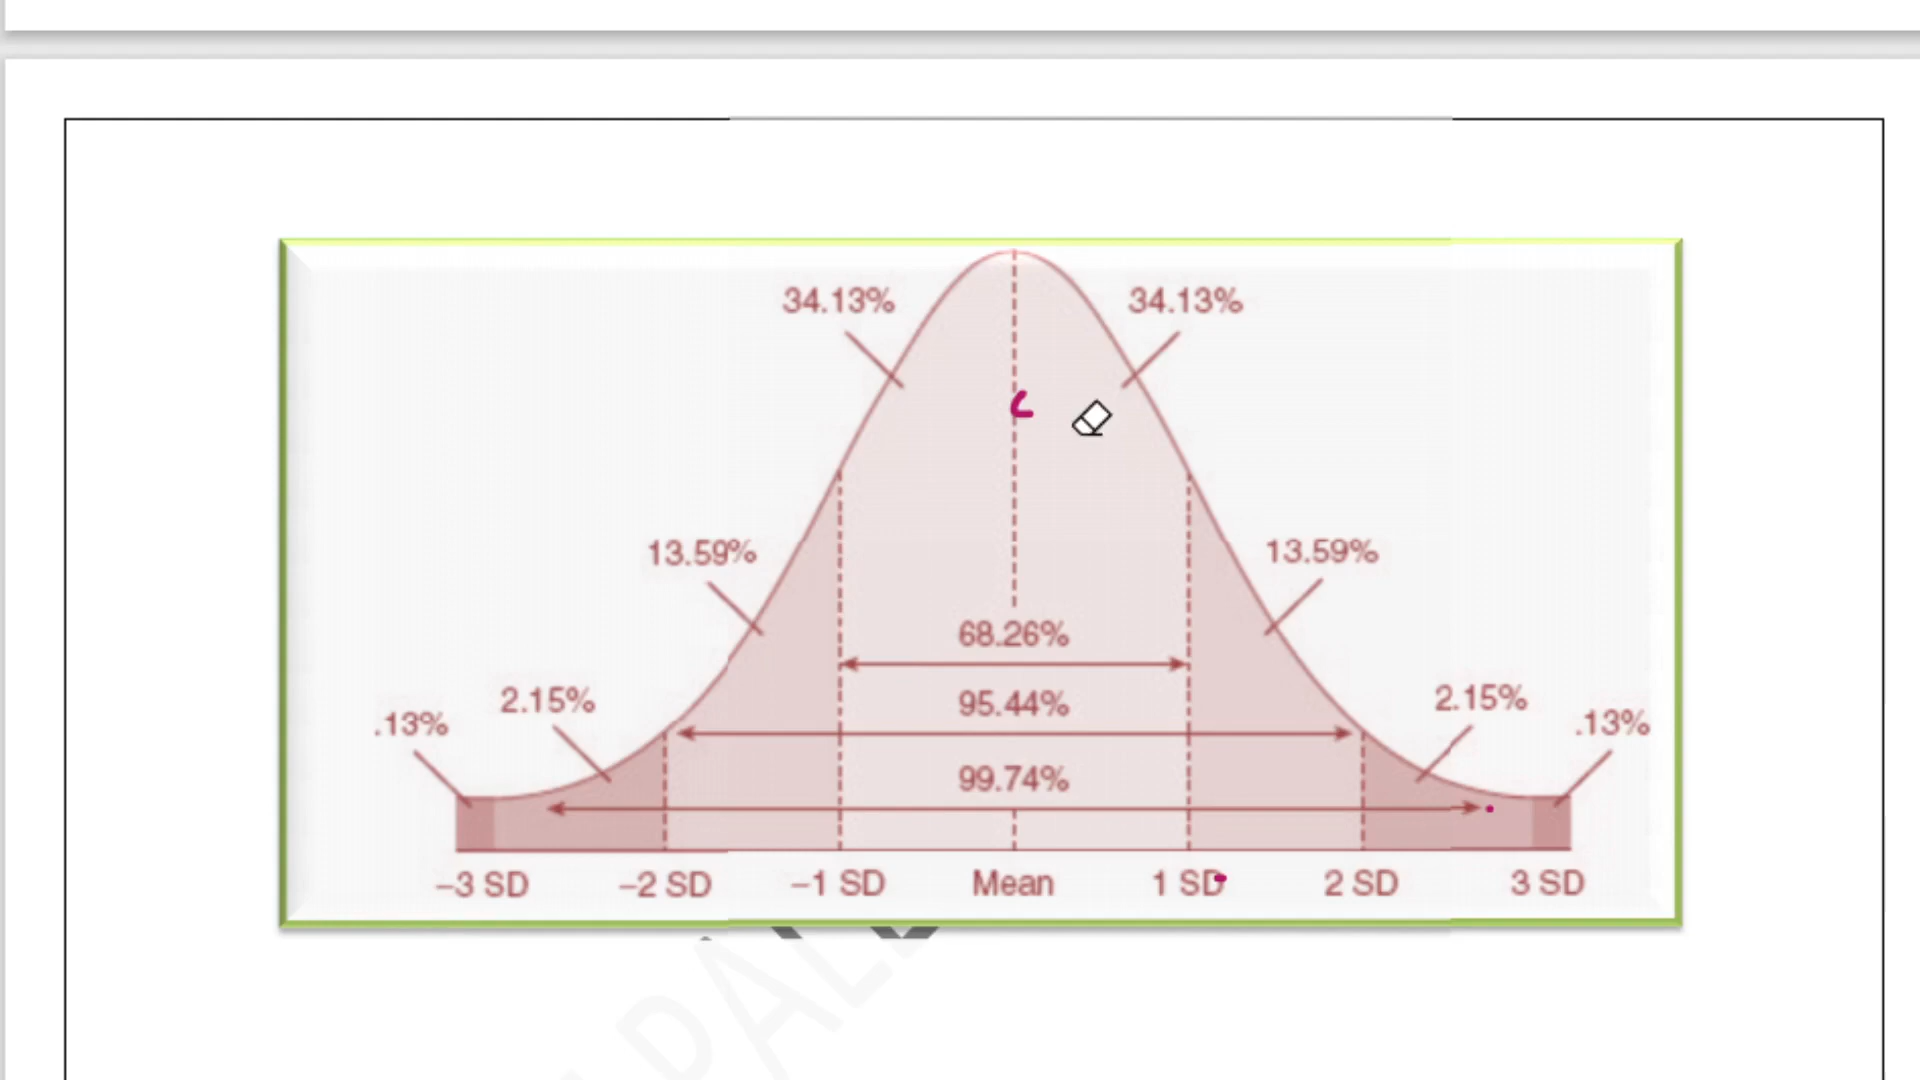 34.13% 34.13%
13.59% 13.59%
68.26%
2.15% 95.44% 2.15%
.13% 99.74% .13%
–3 SD –2 SD –1 SD Mean 1 SD 2 SD 3 SD